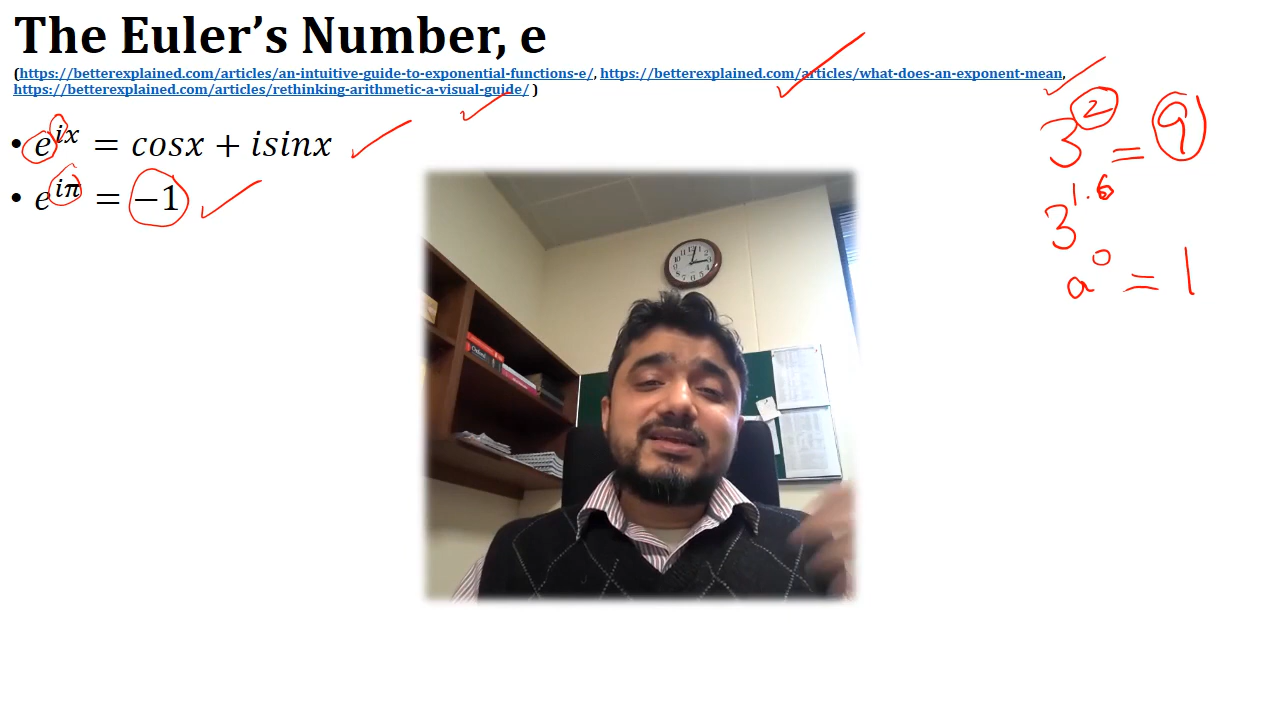 The Euler’s Number, e
(https://betterexplained.com/articles/an-intuitive-guide-to-exponential-functions-e/, https://betterexplained.com/articles/what-does-an-exponent-mean,
https://betterexplained.com/articles/rethinking-arithmetic-a-visual-guide/ )
• e^{ix} = cosx + isinx
• e^{iπ} = −1
3^2 = 9
3^{1.6}
a^0 = 1
Oxford